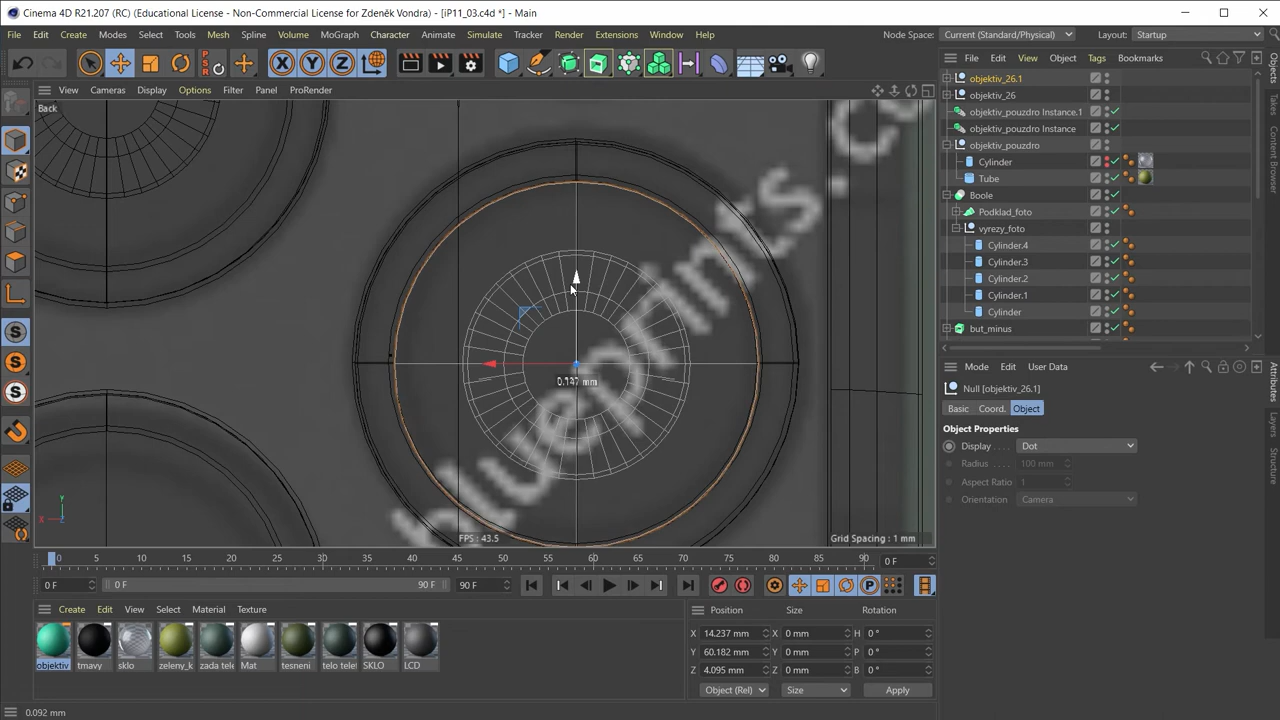 Cinema 4D R21.207 (RC) (Educational License - Non-Commercial License for Zdeněk Vondra) - [iP11_03.c4d *] - Main
File Edit Create Modes Select Tools Mesh Spline Volume MoGraph Character Animate Simulate Tracker Render Extensions Window Help
Node Space: Current (Standard/Physical) Layout: Startup
X Y Z
PSR
0
File Edit View Object Tags Bookmarks
View Cameras Display Options Filter Panel ProRender
Back
objektiv_26.1
objektiv_26
objektiv_pouzdro Instance.1
objektiv_pouzdro Instance
objektiv_pouzdro
Cylinder
Tube
Boole
Podklad_foto
vyrezy_foto
Cylinder.4
Cylinder.3
Cylinder.2
Cylinder.1
Cylinder
but_minus
Objects
Takes
Content Browser
Attributes
Layers
Structure
Mode Edit User Data
Null [objektiv_26.1]
Basic Coord. Object
Object Properties
Display Dot
Radius 100 mm
Aspect Ratio 1
Orientation Camera
Y
X Z
FPS : 43.5
Grid Spacing : 1 mm
0 5 10 15 20 25 30 35 40 45 50 55 60 65 70 75 80 85 90
0 F
0 F 0 F 90 F 90 F
Create Edit View Select Material Texture
objektiv tmavy sklo zeleny_k zada tele Mat tesneni telo telef SKLO LCD
Position Size Rotation
X 14.237 mm X 0 mm H 0 °
Y 60.182 mm Y 0 mm P 0 °
Z 4.095 mm Z 0 mm B 0 °
Object (Rel) Size Apply
0.092 mm